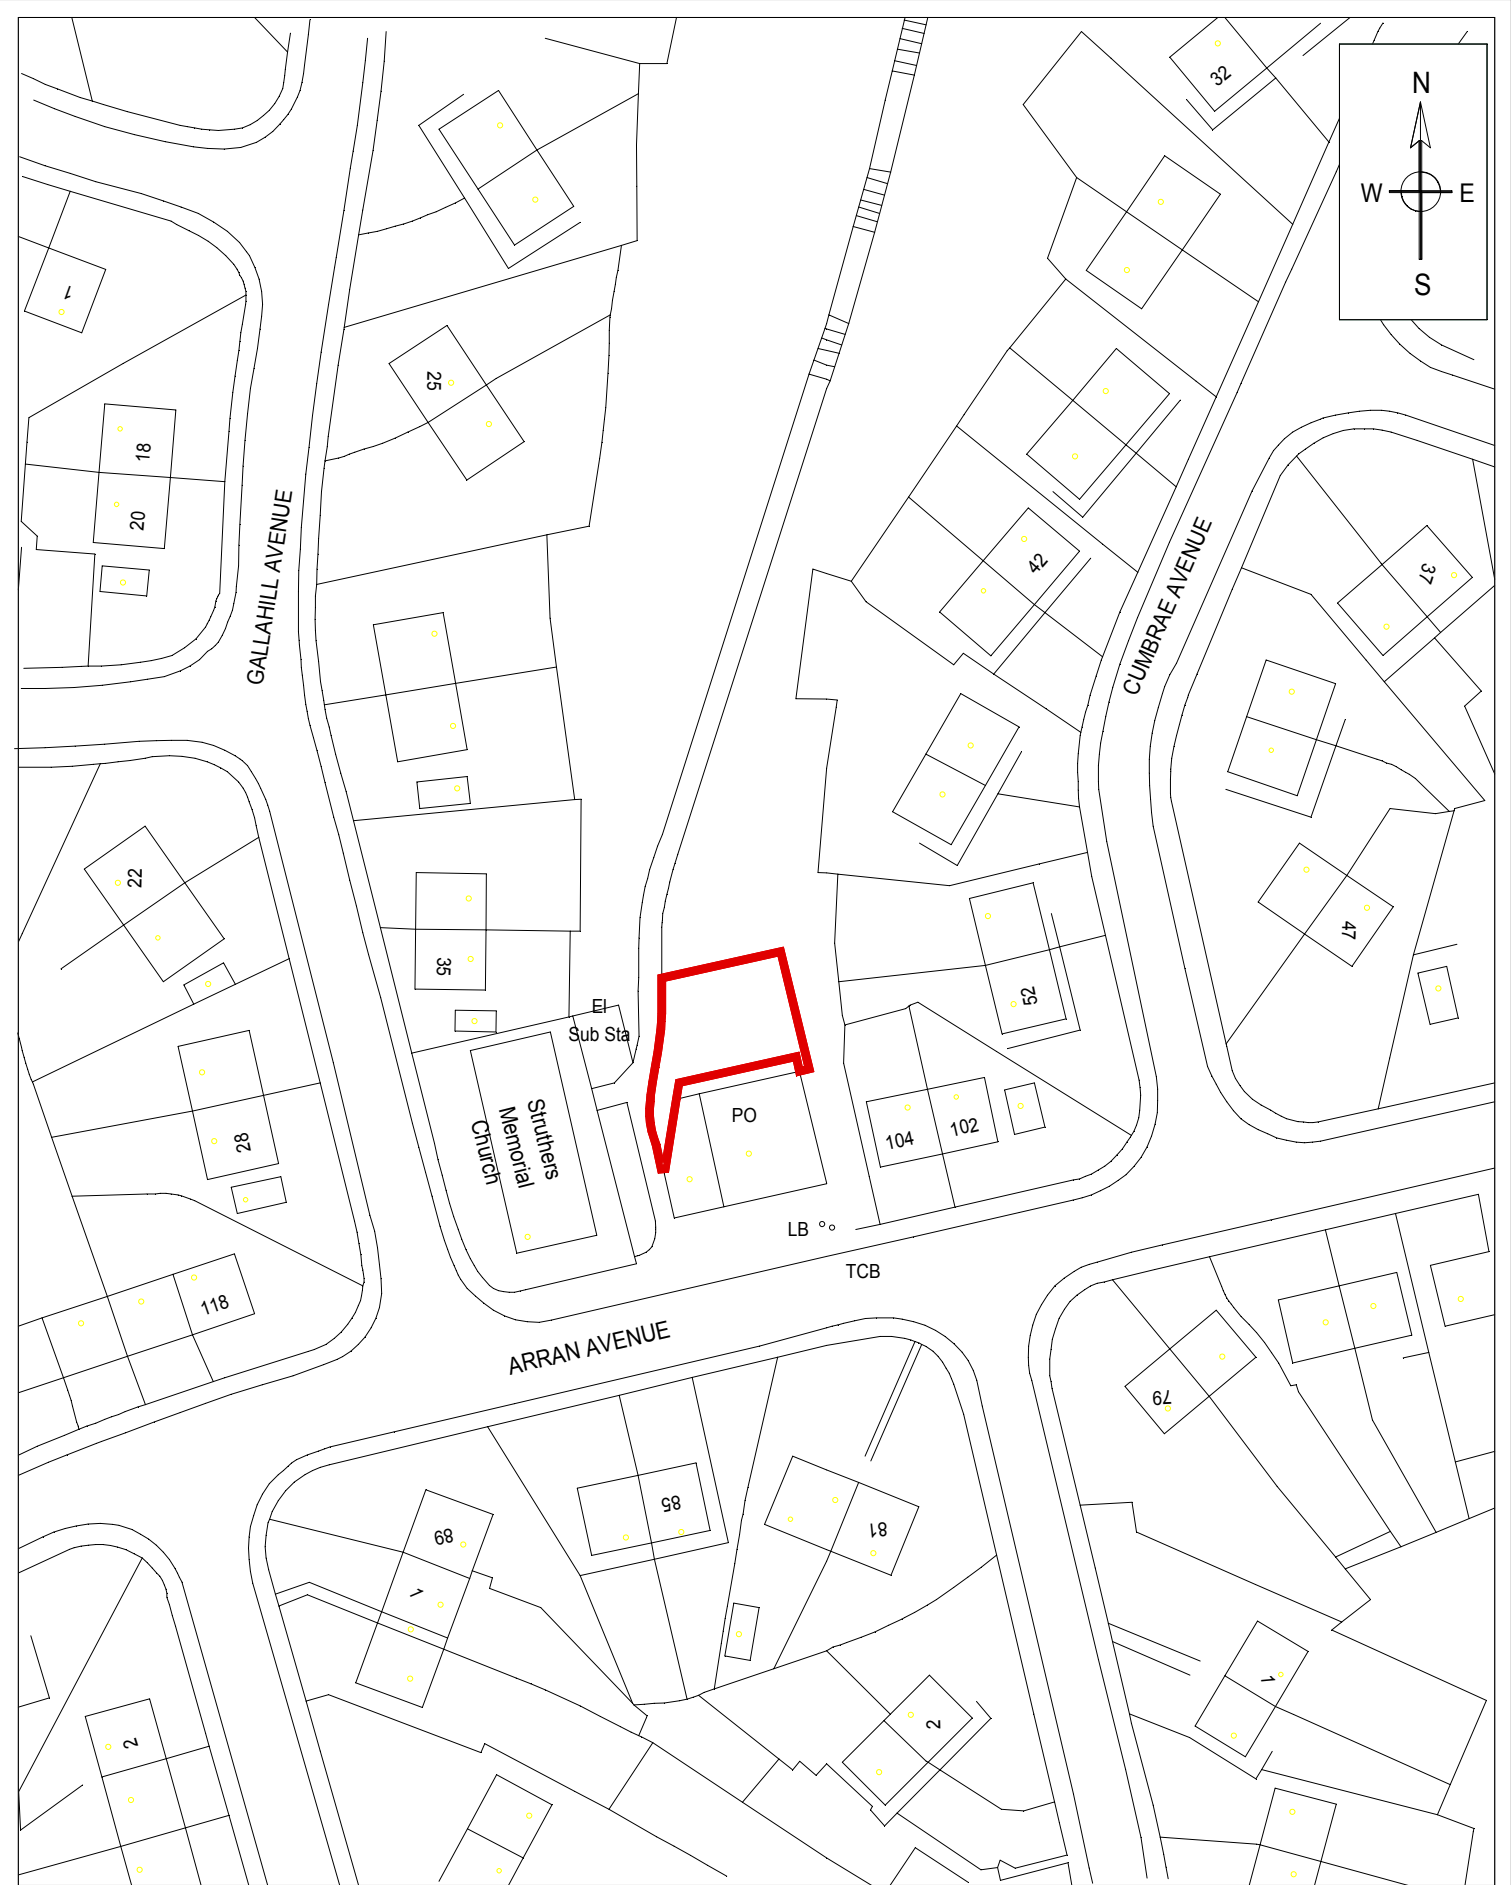 32
N
W E
S
1
25
18
20
42
37
GALLAHILL AVENUE
CUMBRAE AVENUE
22
47
35
52
El
Sub Sta
PO
Struthers
Memorial
Church
104
102
28
LB
TCB
118
ARRAN AVENUE
79
85
81
89
1
1
2
2